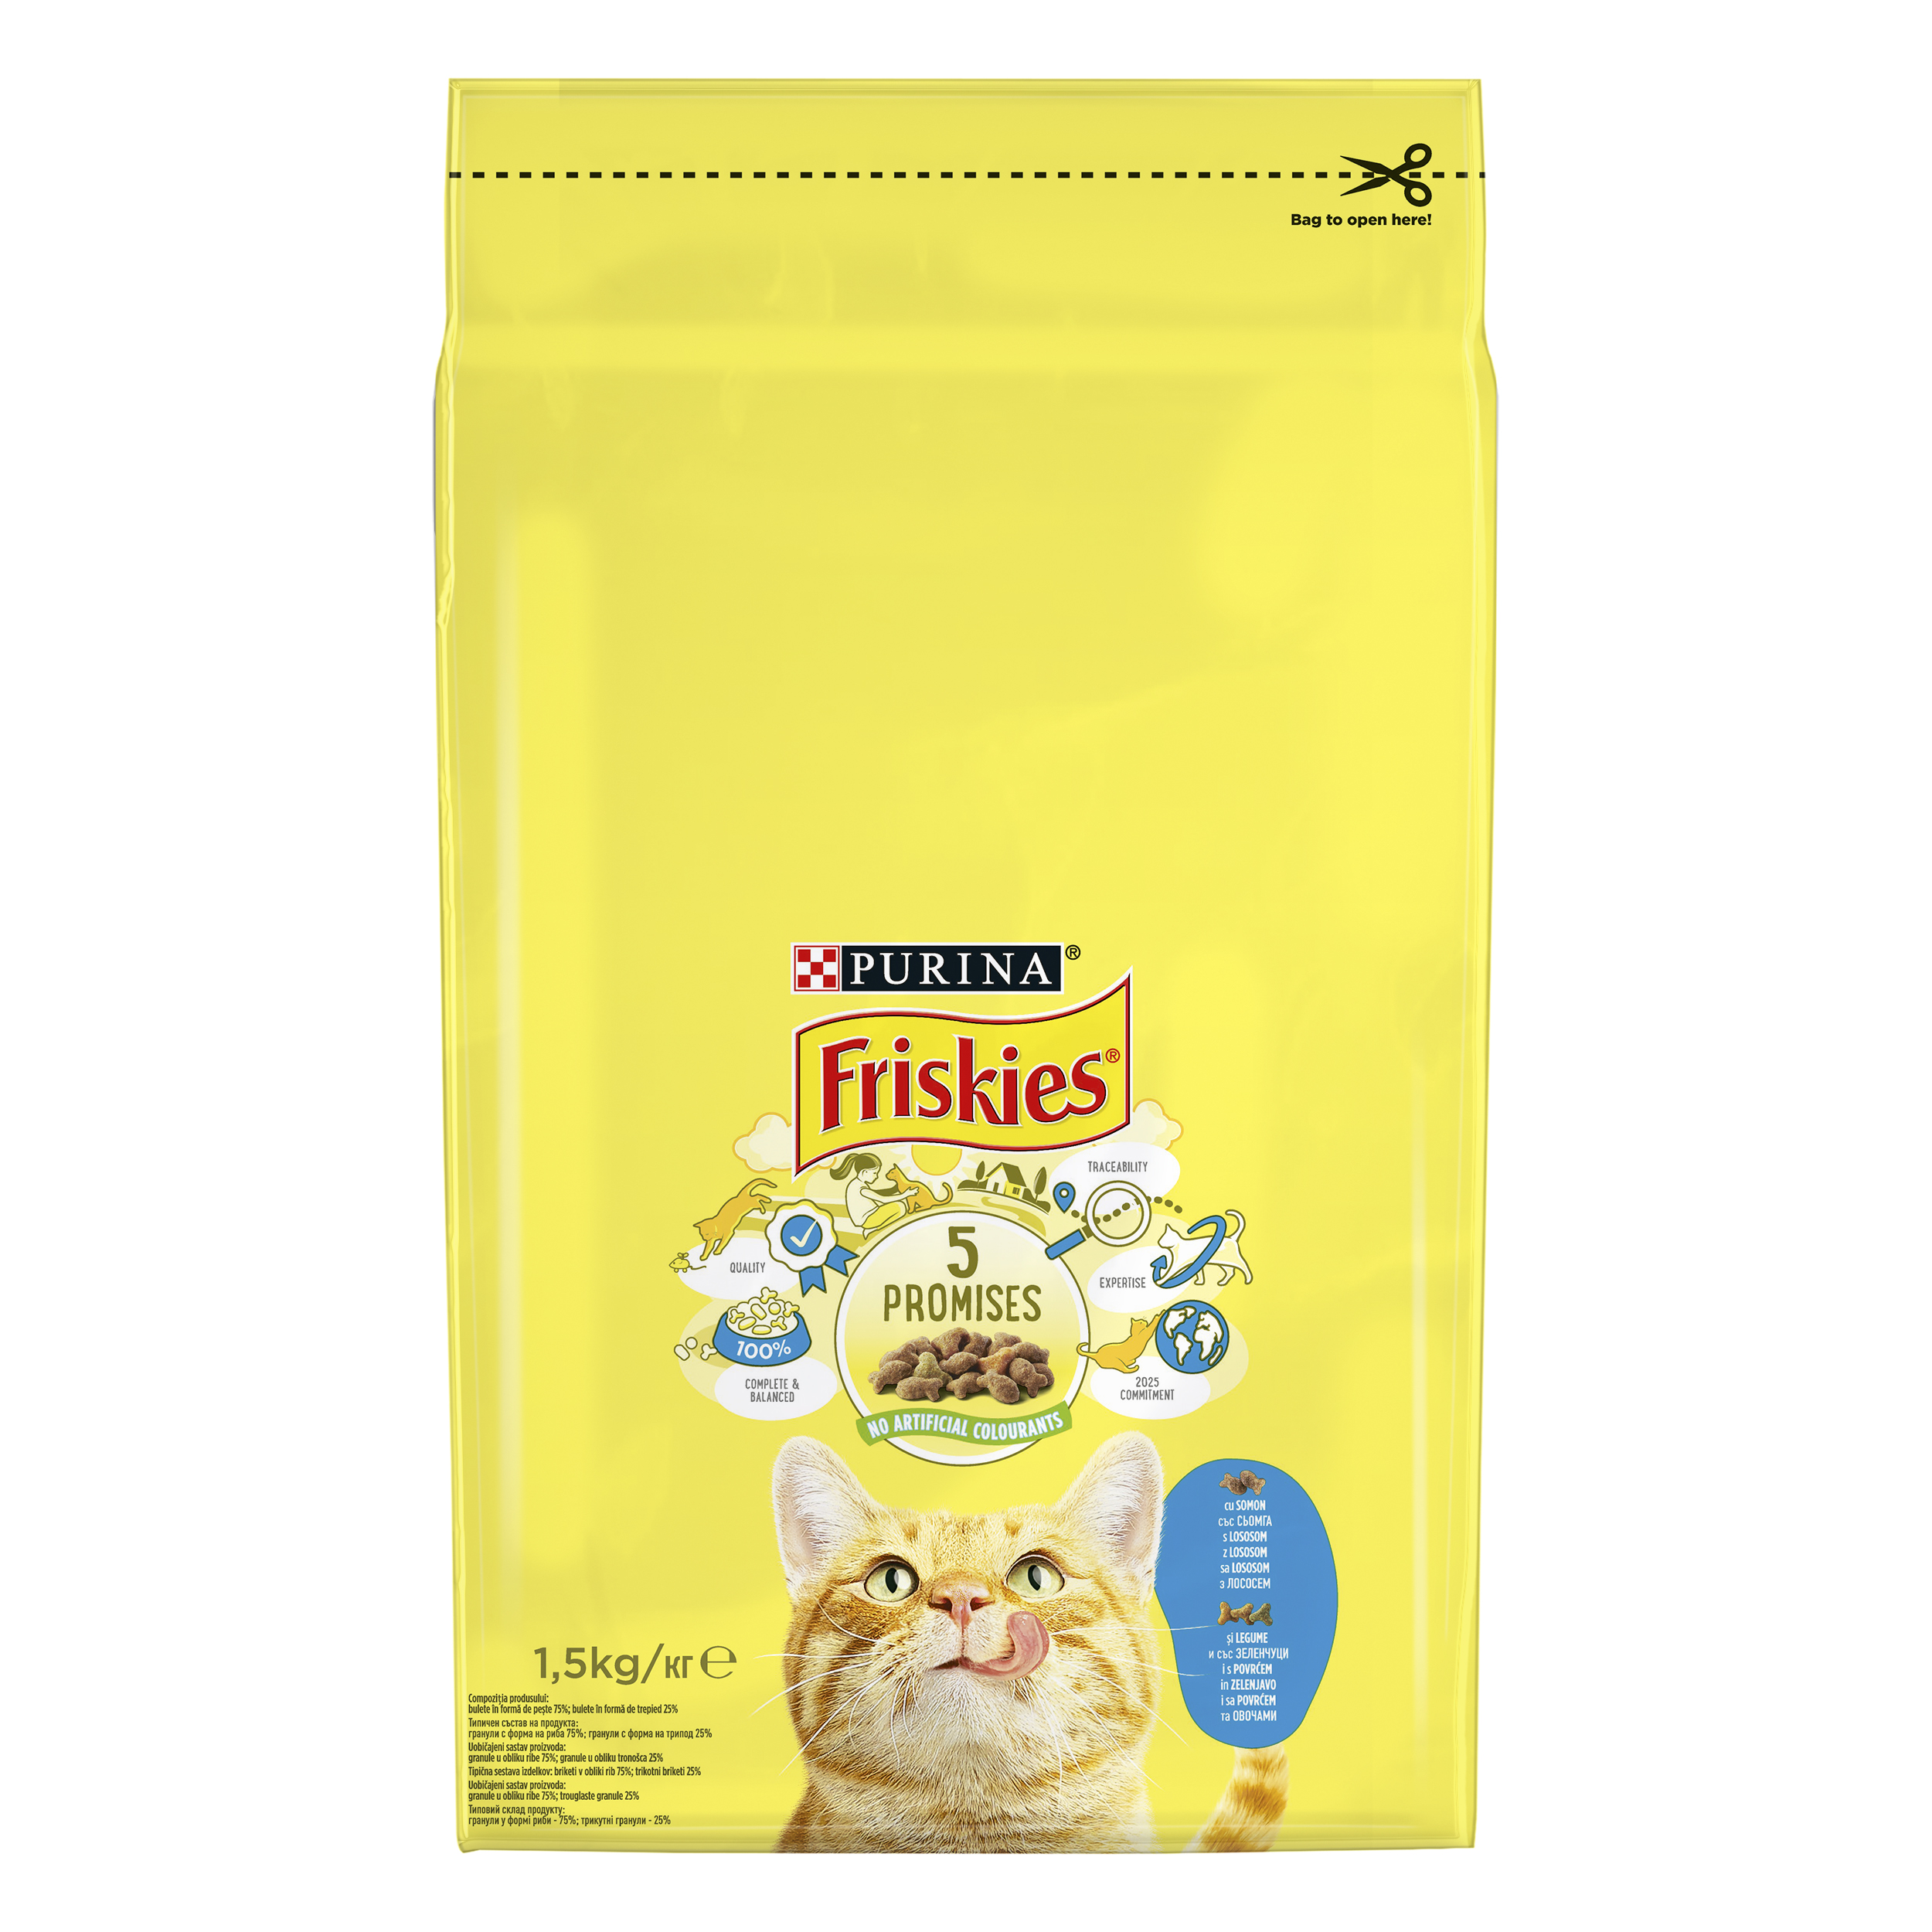 Bag to open here!
PURINA®
Friskies®
TRACEABILITY
QUALITY
5
PROMISES
EXPERTISE
100%
COMPLETE &
BALANCED
2025
COMMITMENT
NO ARTIFICIAL COLOURANTS
cu SOMON
със СЬОМГА
s LOSOSOM
z LOSOSOM
sa LOSOSOM
з ЛОСОСЕМ
și LEGUME
и със ЗЕЛЕНЧУЦИ
i s POVRĆEM
in ZELENJAVO
i sa POVRĆEM
та ОВОЧАМИ
1,5kg/кг ℮
Compoziția produsului:
bulete în formă de pește 75%; bulete în formă de trepied 25%
Типичен състав на продукта:
гранули с форма на риба 75%; гранули с форма на трипод 25%
Uobičajeni sastav proizvoda:
granule u obliku ribe 75%; granule u obliku tronošca 25%
Tipična sestava izdelkov: briketi v obliki rib 75%; trikotni briketi 25%
Uobičajeni sastav proizvoda:
granule u obliku ribe 75%; trouglaste granule 25%
Типовий склад продукту:
гранули у формі риби - 75%; трикутні гранули - 25%